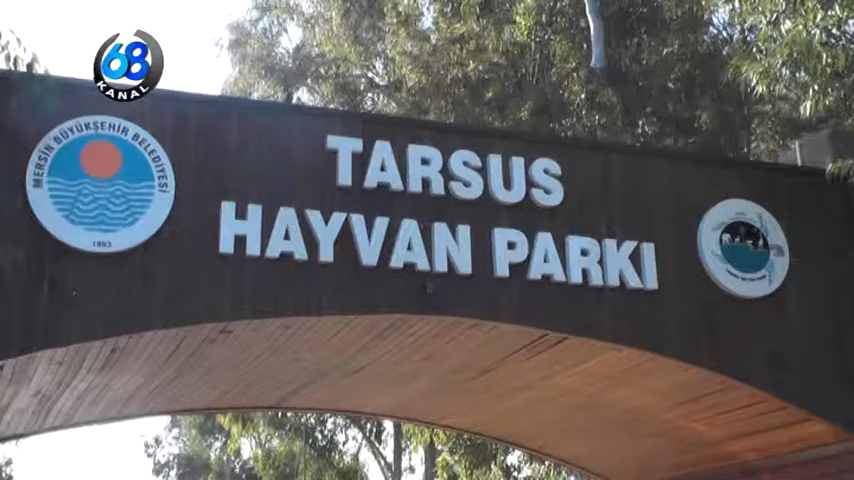 68
KANAL
MERSİN BÜYÜKŞEHİR BELEDİYESİ
1993
TARSUS
HAYVAN PARKI